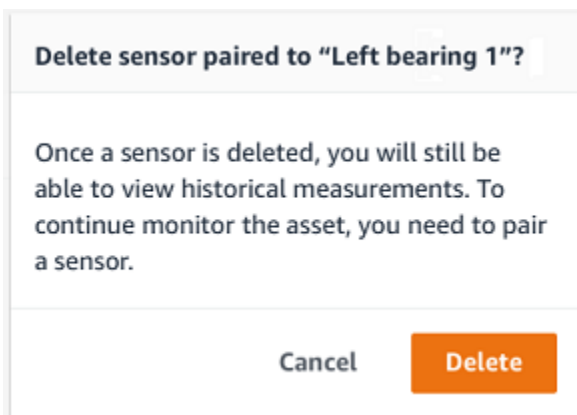 Delete sensor paired to “Left bearing 1”?
Once a sensor is deleted, you will still be
able to view historical measurements. To
continue monitor the asset, you need to pair
a sensor.
Cancel
Delete